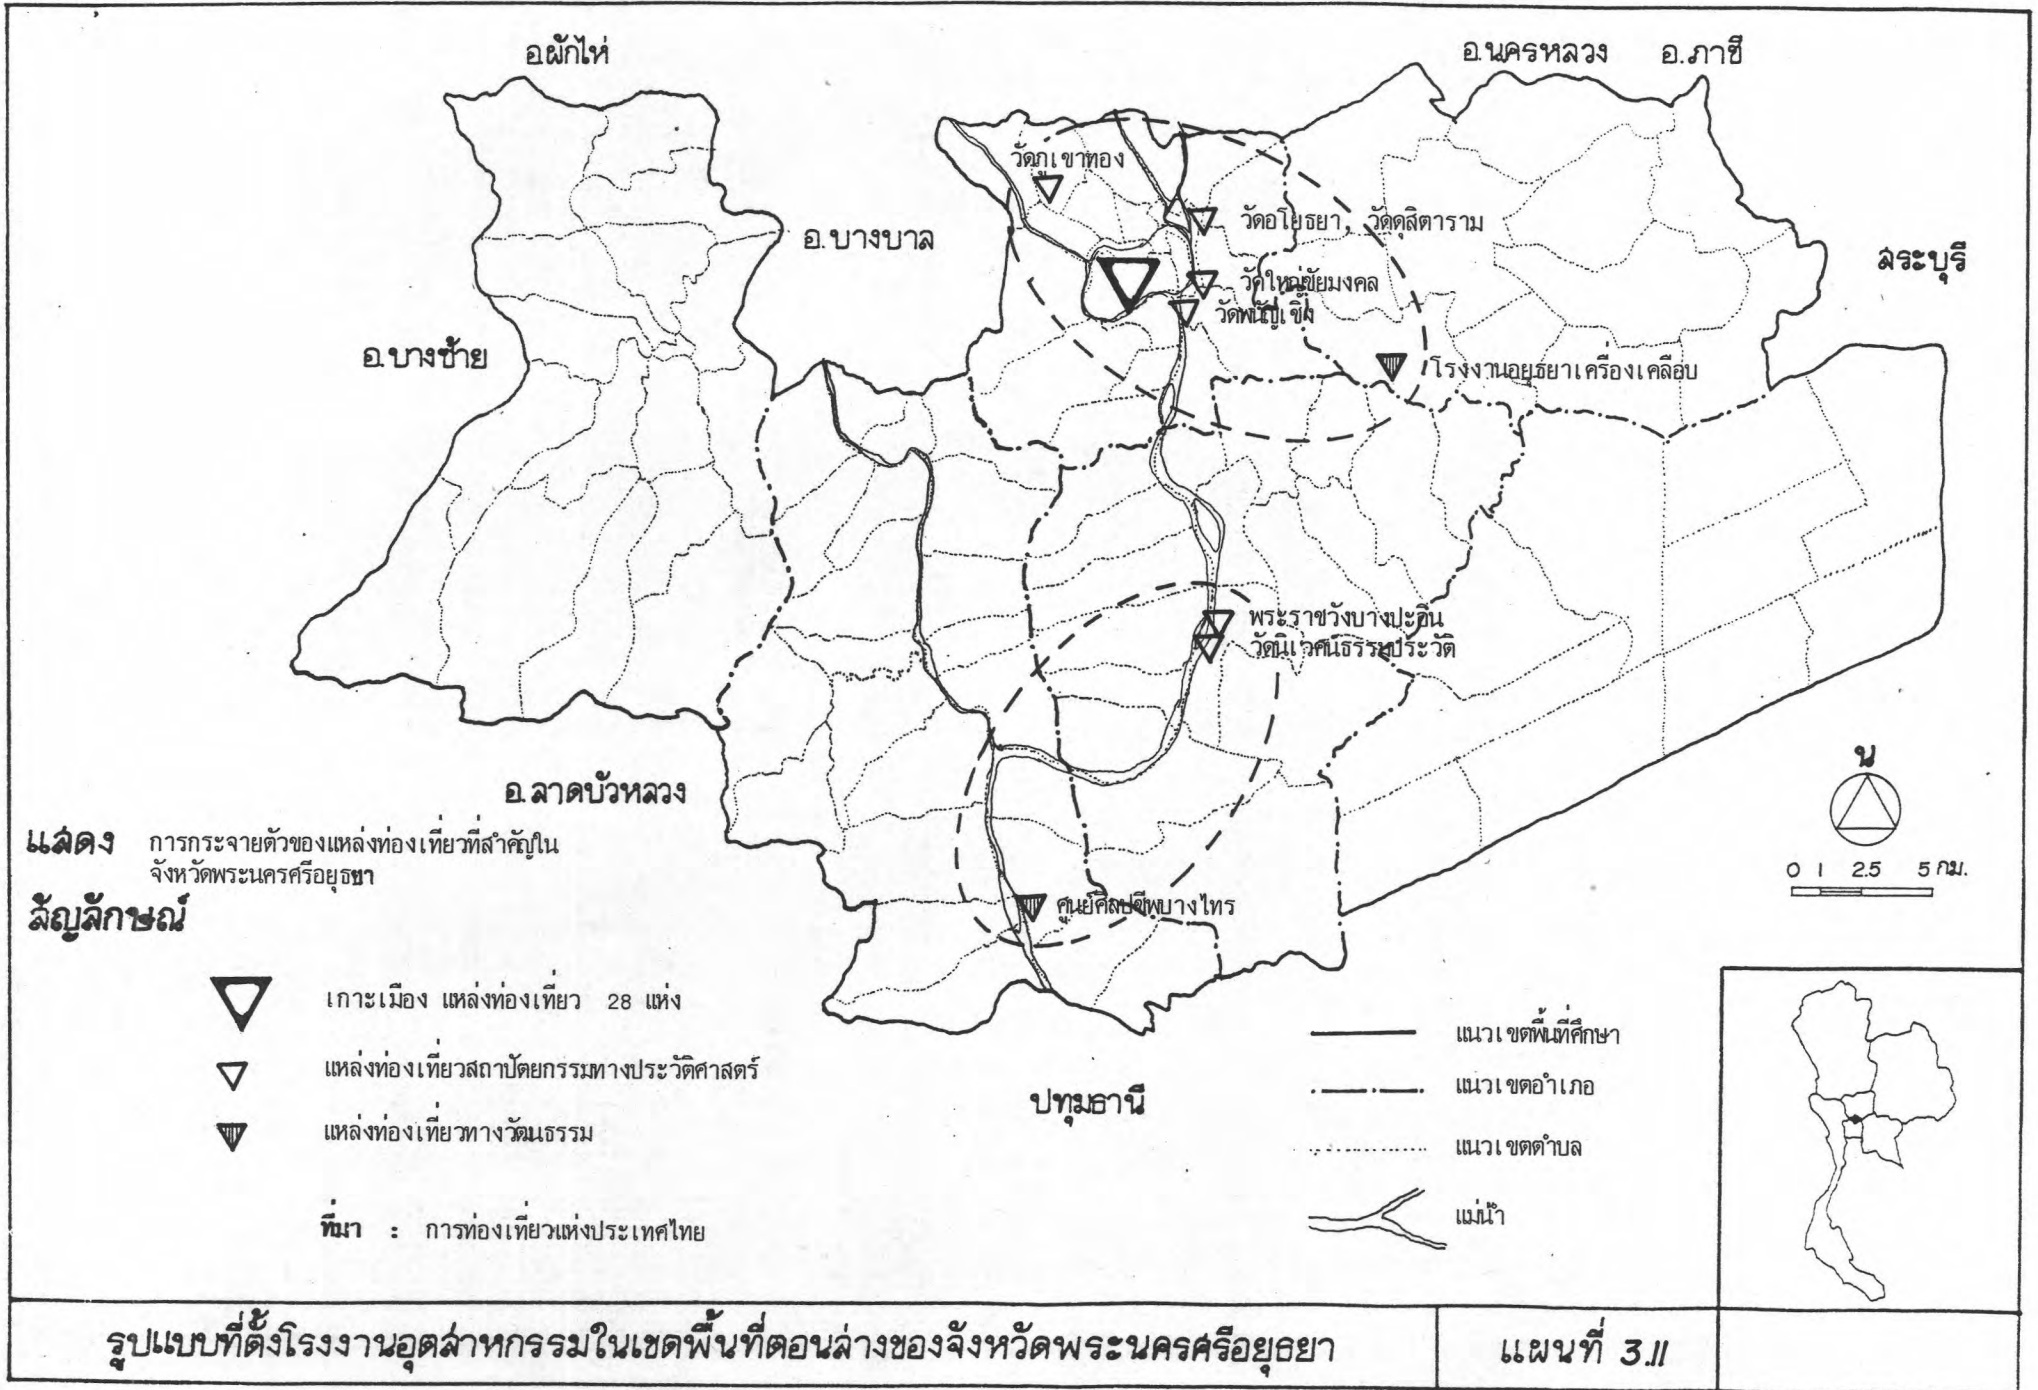 อ.ผักไห่
อ.นครหลวง อ.ภาชี
วัดภูเขาทอง
อ.บางบาล
วัดอโยธยา, วัดดุสิตาราม
สระบุรี
วัดใหญ่ชัยมงคล
วัดพนัญเชิง
อ.บางซ้าย
โรงงานอยุธยาเครื่องเคลือบ
พระราชวังบางปะอิน
วัดนิเวศน์ธรรมประวัติ
น
อ.ลาดบัวหลวง
แสดง การกระจายตัวของแหล่งท่องเที่ยวที่สำคัญใน
จังหวัดพระนครศรีอยุธยา
0 1 2.5 5 กม.
สัญลักษณ์
ศูนย์ศิลปชีพบางไทร
เกาะเมือง แหล่งท่องเที่ยว 28 แห่ง
แหล่งท่องเที่ยวสถาปัตยกรรมทางประวัติศาสตร์
แหล่งท่องเที่ยวทางวัฒนธรรม
ที่มา : การท่องเที่ยวแห่งประเทศไทย
ปทุมธานี
แนวเขตพื้นที่ศึกษา
แนวเขตอำเภอ
แนวเขตตำบล
แม่น้ำ
รูปแบบที่ตั้งโรงงานอุตสาหกรรมในเขตพื้นที่ตอนล่างของจังหวัดพระนครศรีอยุธยา
แผนที่ 3.11